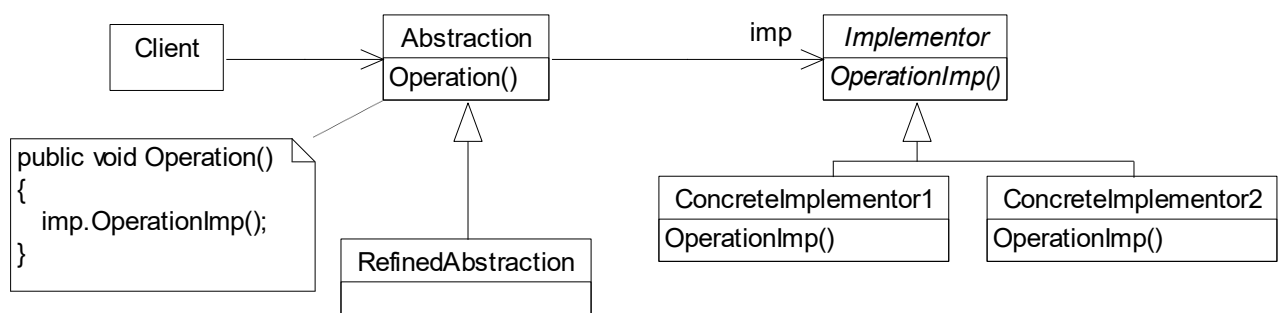 Client
Abstraction
Operation()
imp
Implementor
OperationImp()
public void Operation()
{
imp.OperationImp();
}
RefinedAbstraction
ConcreteImplementor1
OperationImp()
ConcreteImplementor2
OperationImp()